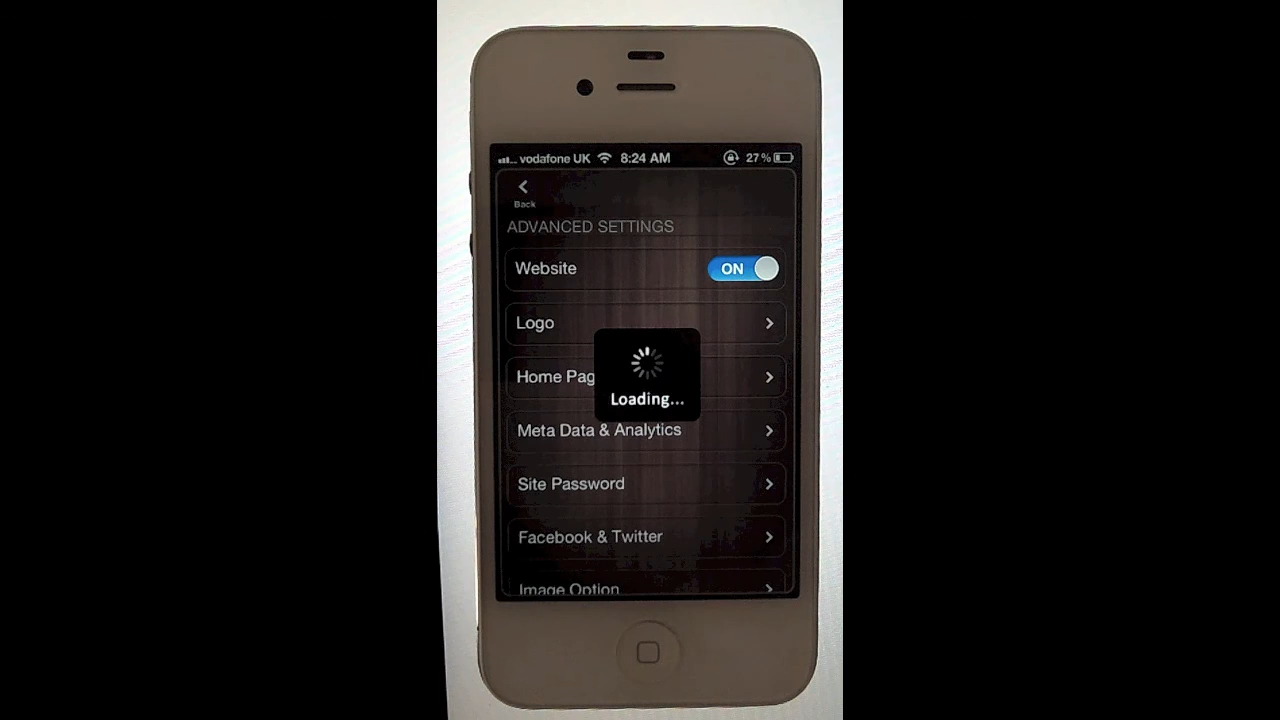 vodafone UK 8:24 AM 27%
Back
ADVANCED SETTINGS
Website ON
Logo
Home Pag
Loading...
Meta Data & Analytics
Site Password
Facebook & Twitter
Image Option